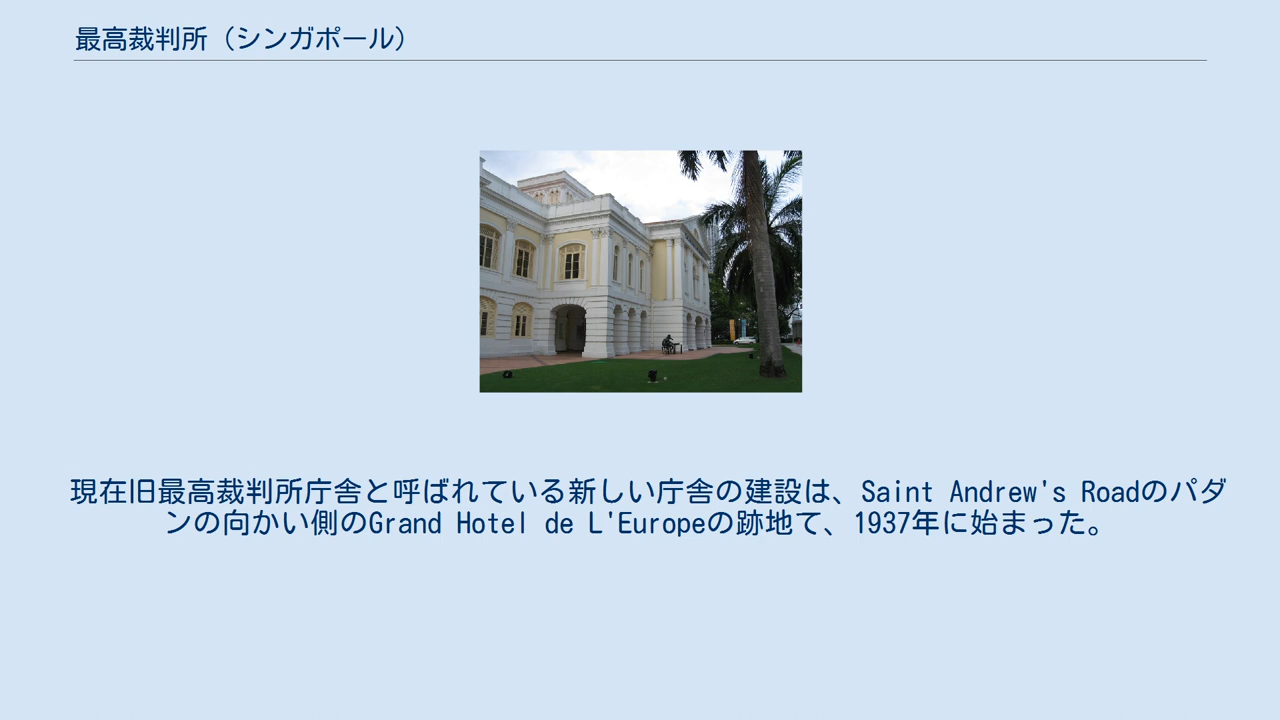 最高裁判所（シンガポール）
現在旧最高裁判所庁舎と呼ばれている新しい庁舎の建設は、Saint Andrew's Roadのパダ
ンの向かい側のGrand Hotel de L'Europeの跡地て、1937年に始まった。